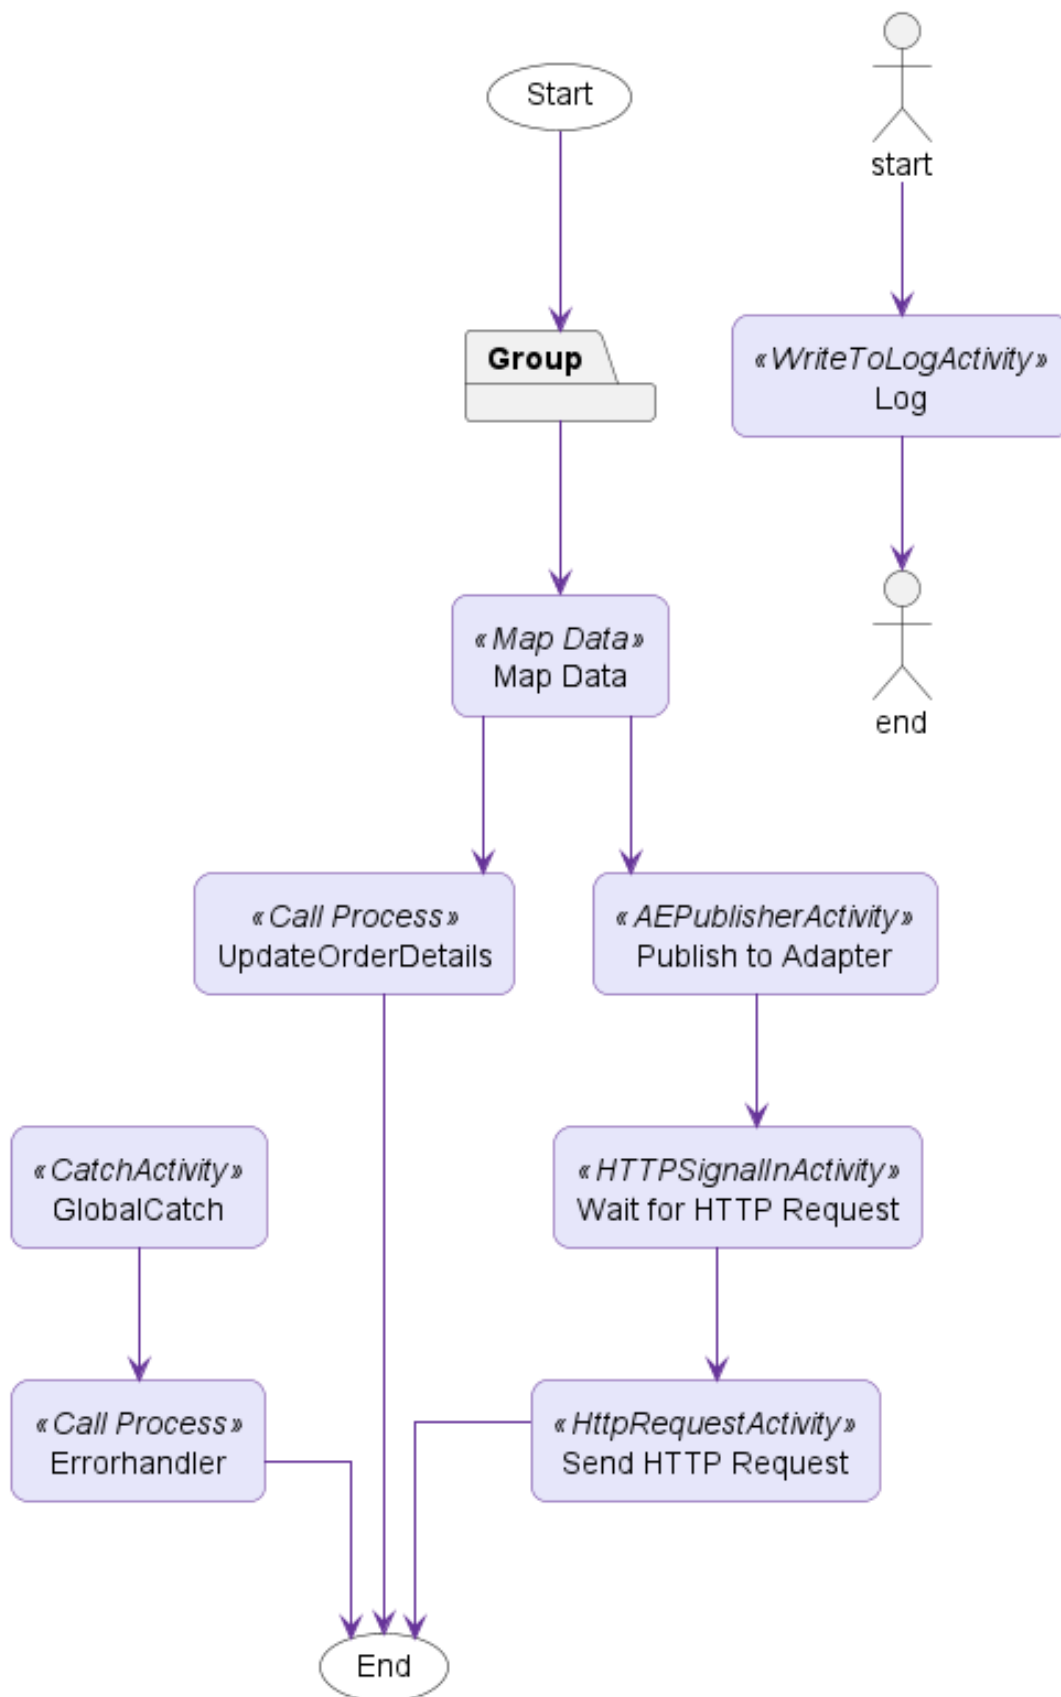 Start
start
Group
«WriteToLogActivity»
Log
«Map Data»
Map Data
end
«Call Process»
UpdateOrderDetails
«AEPublisherActivity»
Publish to Adapter
«CatchActivity»
GlobalCatch
«HTTPSignalInActivity»
Wait for HTTP Request
«Call Process»
Errorhandler
«HttpRequestActivity»
Send HTTP Request
End